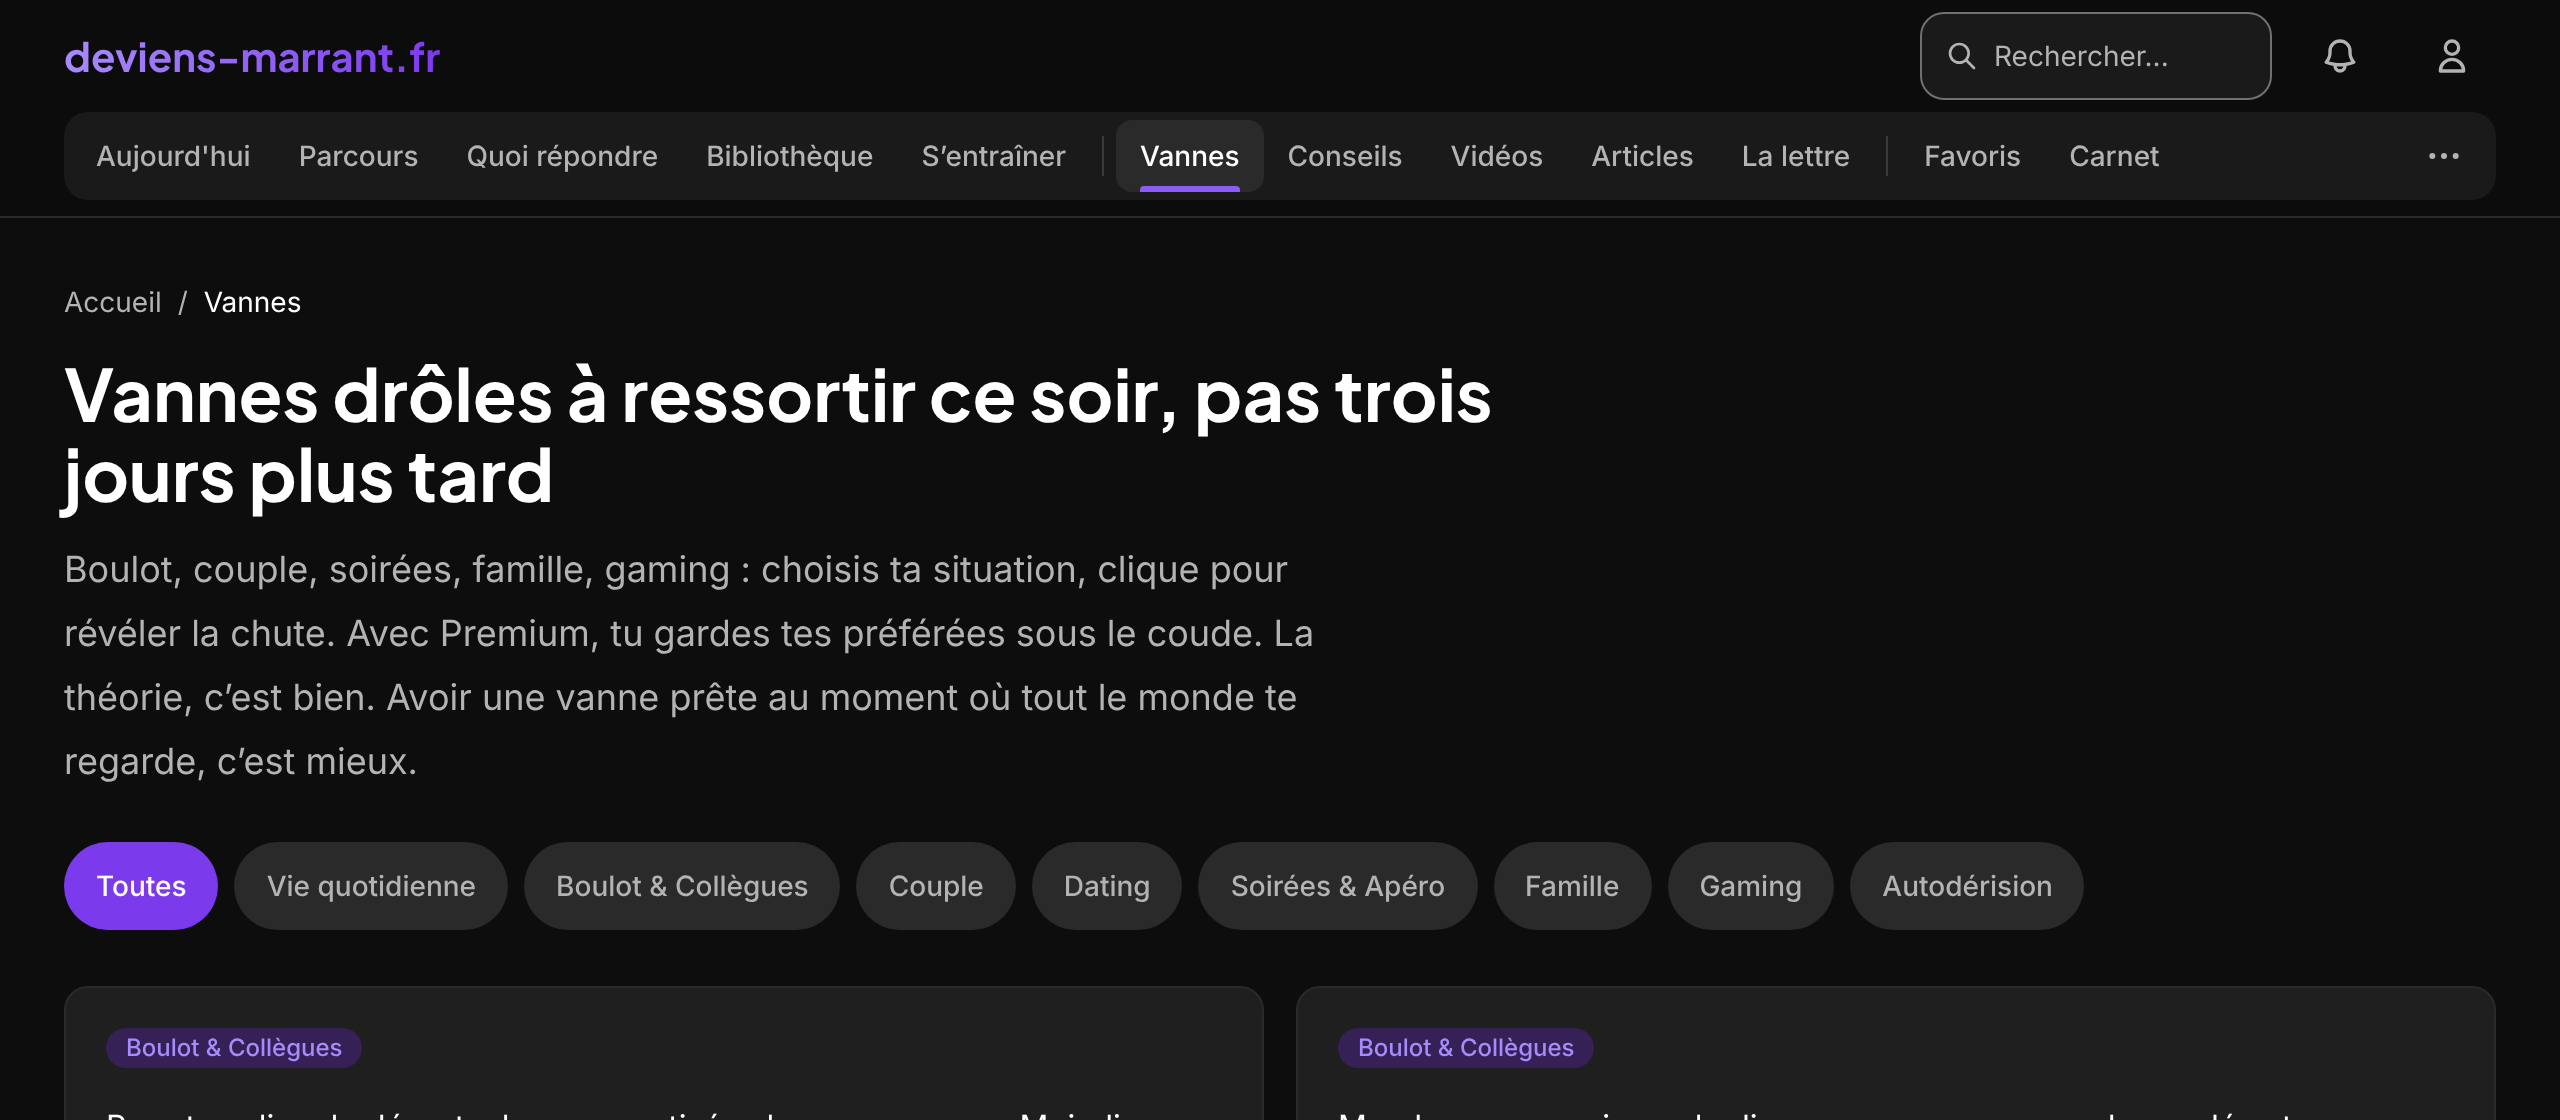 deviens-marrant.fr
Rechercher...
Aujourd'hui Parcours Quoi répondre Bibliothèque S’entraîner Vannes Conseils Vidéos Articles La lettre Favoris Carnet
Accueil / Vannes
Vannes drôles à ressortir ce soir, pas trois
jours plus tard
Boulot, couple, soirées, famille, gaming : choisis ta situation, clique pour
révéler la chute. Avec Premium, tu gardes tes préférées sous le coude. La
théorie, c’est bien. Avoir une vanne prête au moment où tout le monde te
regarde, c’est mieux.
Toutes Vie quotidienne Boulot & Collègues Couple Dating Soirées & Apéro Famille Gaming Autodérision
Boulot & Collègues Boulot & Collègues